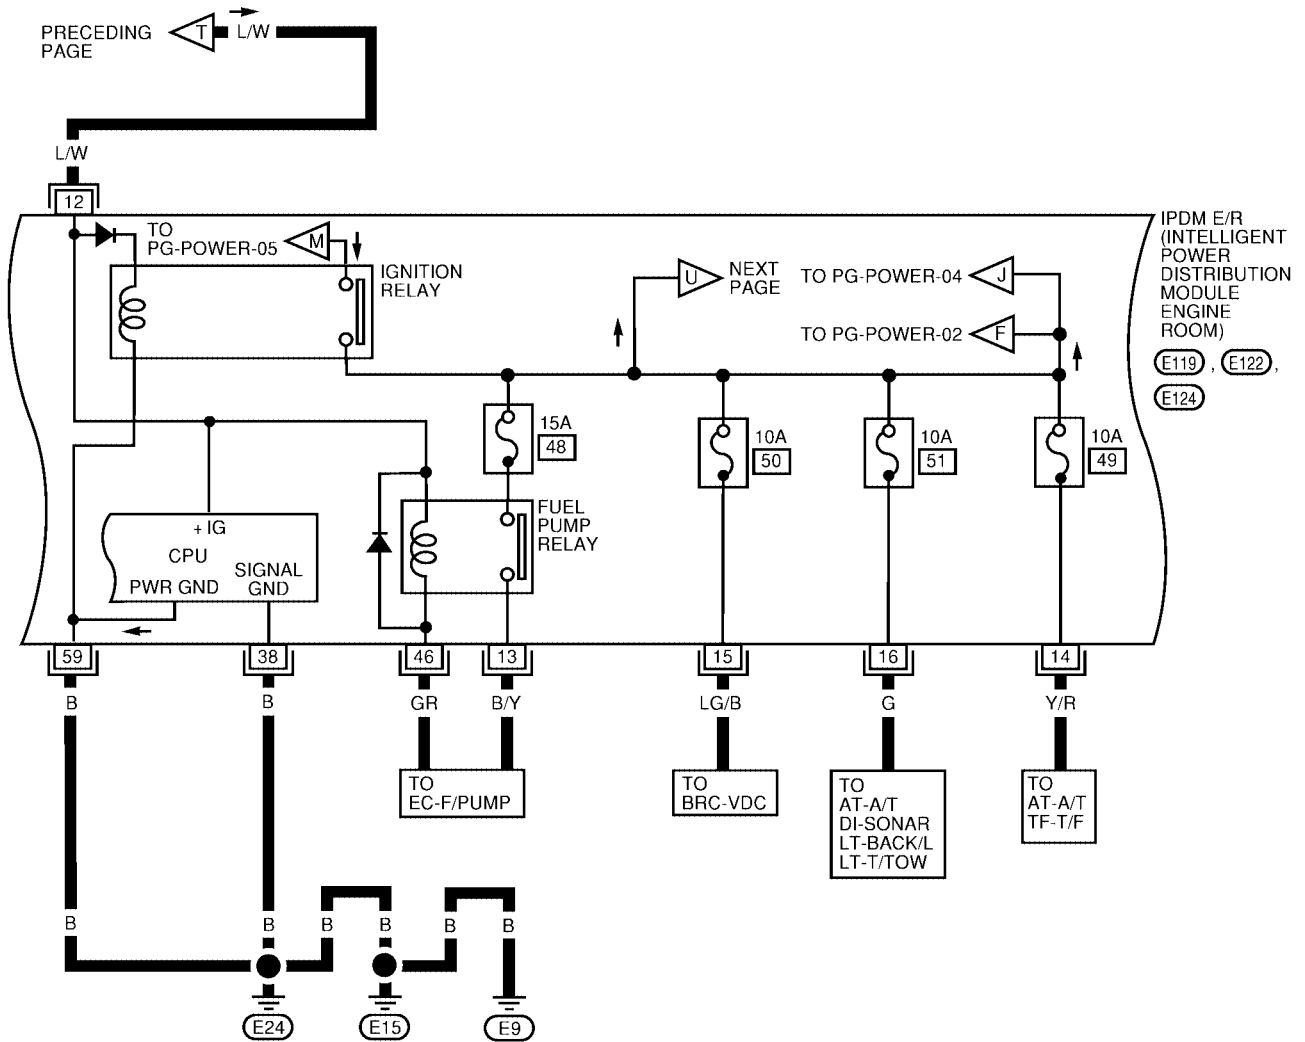 PRECEDING
PAGE
T
L/W
L/W
12
TO
PG-POWER-05
M
IGNITION
RELAY
U
NEXT
PAGE
TO PG-POWER-04
J
TO PG-POWER-02
F
IPDM E/R
(INTELLIGENT
POWER
DISTRIBUTION
MODULE
ENGINE
ROOM)
E119 , E122 ,
E124
15A
48
10A
50
10A
51
10A
49
FUEL
PUMP
RELAY
+ IG
CPU
PWR GND
SIGNAL
GND
59
38
46
13
15
16
14
B
B
GR
B/Y
LG/B
G
Y/R
TO
EC-F/PUMP
TO
BRC-VDC
TO
AT-A/T
DI-SONAR
LT-BACK/L
LT-T/TOW
TO
AT-A/T
TF-T/F
B
B
B
B
B
B
E24
E15
E9